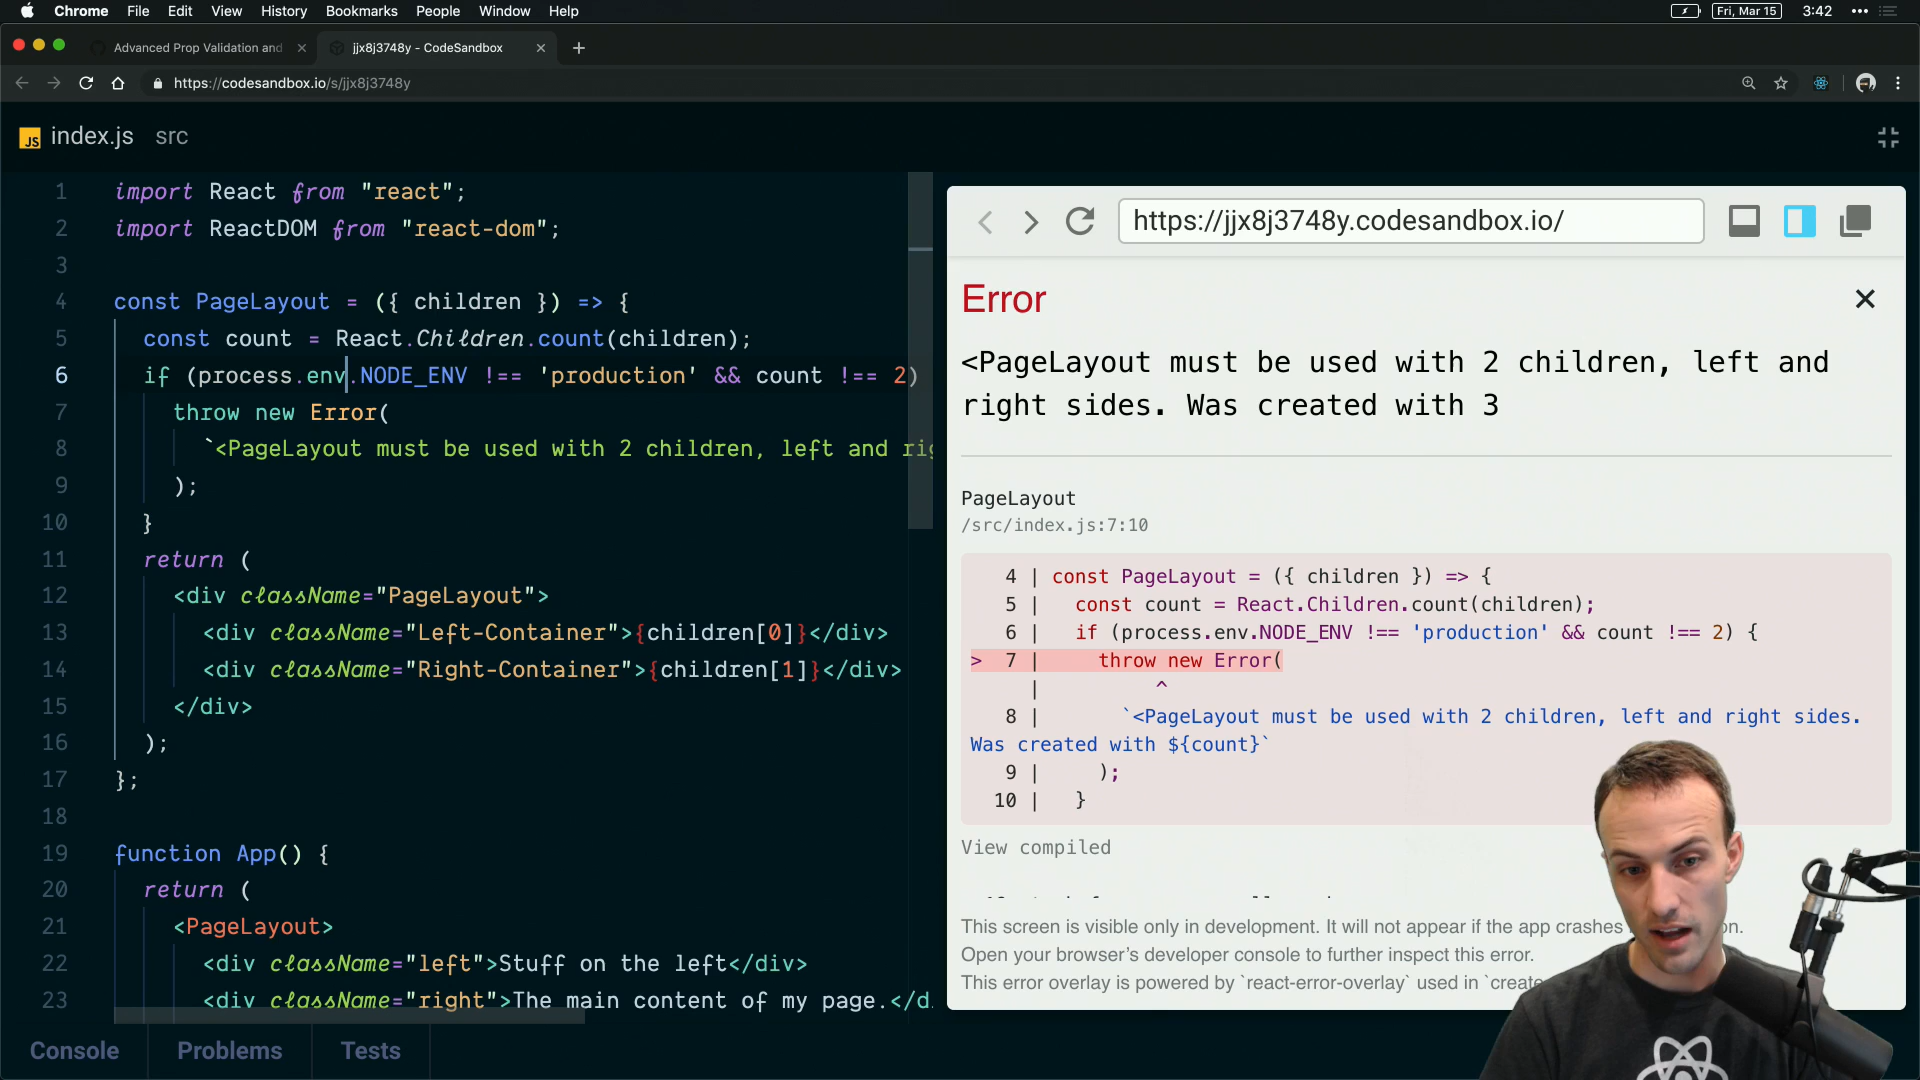 Chrome File Edit View History Bookmarks People Window Help Fri, Mar 15 3:42
Advanced Prop Validation and
jjx8j3748y - CodeSandbox
https://codesandbox.io/s/jjx8j3748y
JS index.js src
1 import React from "react";
2 import ReactDOM from "react-dom";
3
4 const PageLayout = ({ children }) => {
5 const count = React.Children.count(children);
6 if (process.env.NODE_ENV !== 'production' && count !== 2)
7 throw new Error(
8 `<PageLayout must be used with 2 children, left and rig
9 );
10 }
11 return (
12 <div className="PageLayout">
13 <div className="Left-Container">{children[0]}</div>
14 <div className="Right-Container">{children[1]}</div>
15 </div>
16 );
17 };
18
19 function App() {
20 return (
21 <PageLayout>
22 <div className="left">Stuff on the left</div>
23 <div className="right">The main content of my page.</d
Console Problems Tests
https://jjx8j3748y.codesandbox.io/
Error
<PageLayout must be used with 2 children, left and
right sides. Was created with 3
PageLayout
/src/index.js:7:10
4 | const PageLayout = ({ children }) => {
5 | const count = React.Children.count(children);
6 | if (process.env.NODE_ENV !== 'production' && count !== 2) {
> 7 | throw new Error(
| ^
8 | `<PageLayout must be used with 2 children, left and right sides.
Was created with ${count}`
9 | );
10 | }
View compiled
This screen is visible only in development. It will not appear if the app crashes
Open your browser’s developer console to further inspect this error.
This error overlay is powered by `react-error-overlay` used in `create